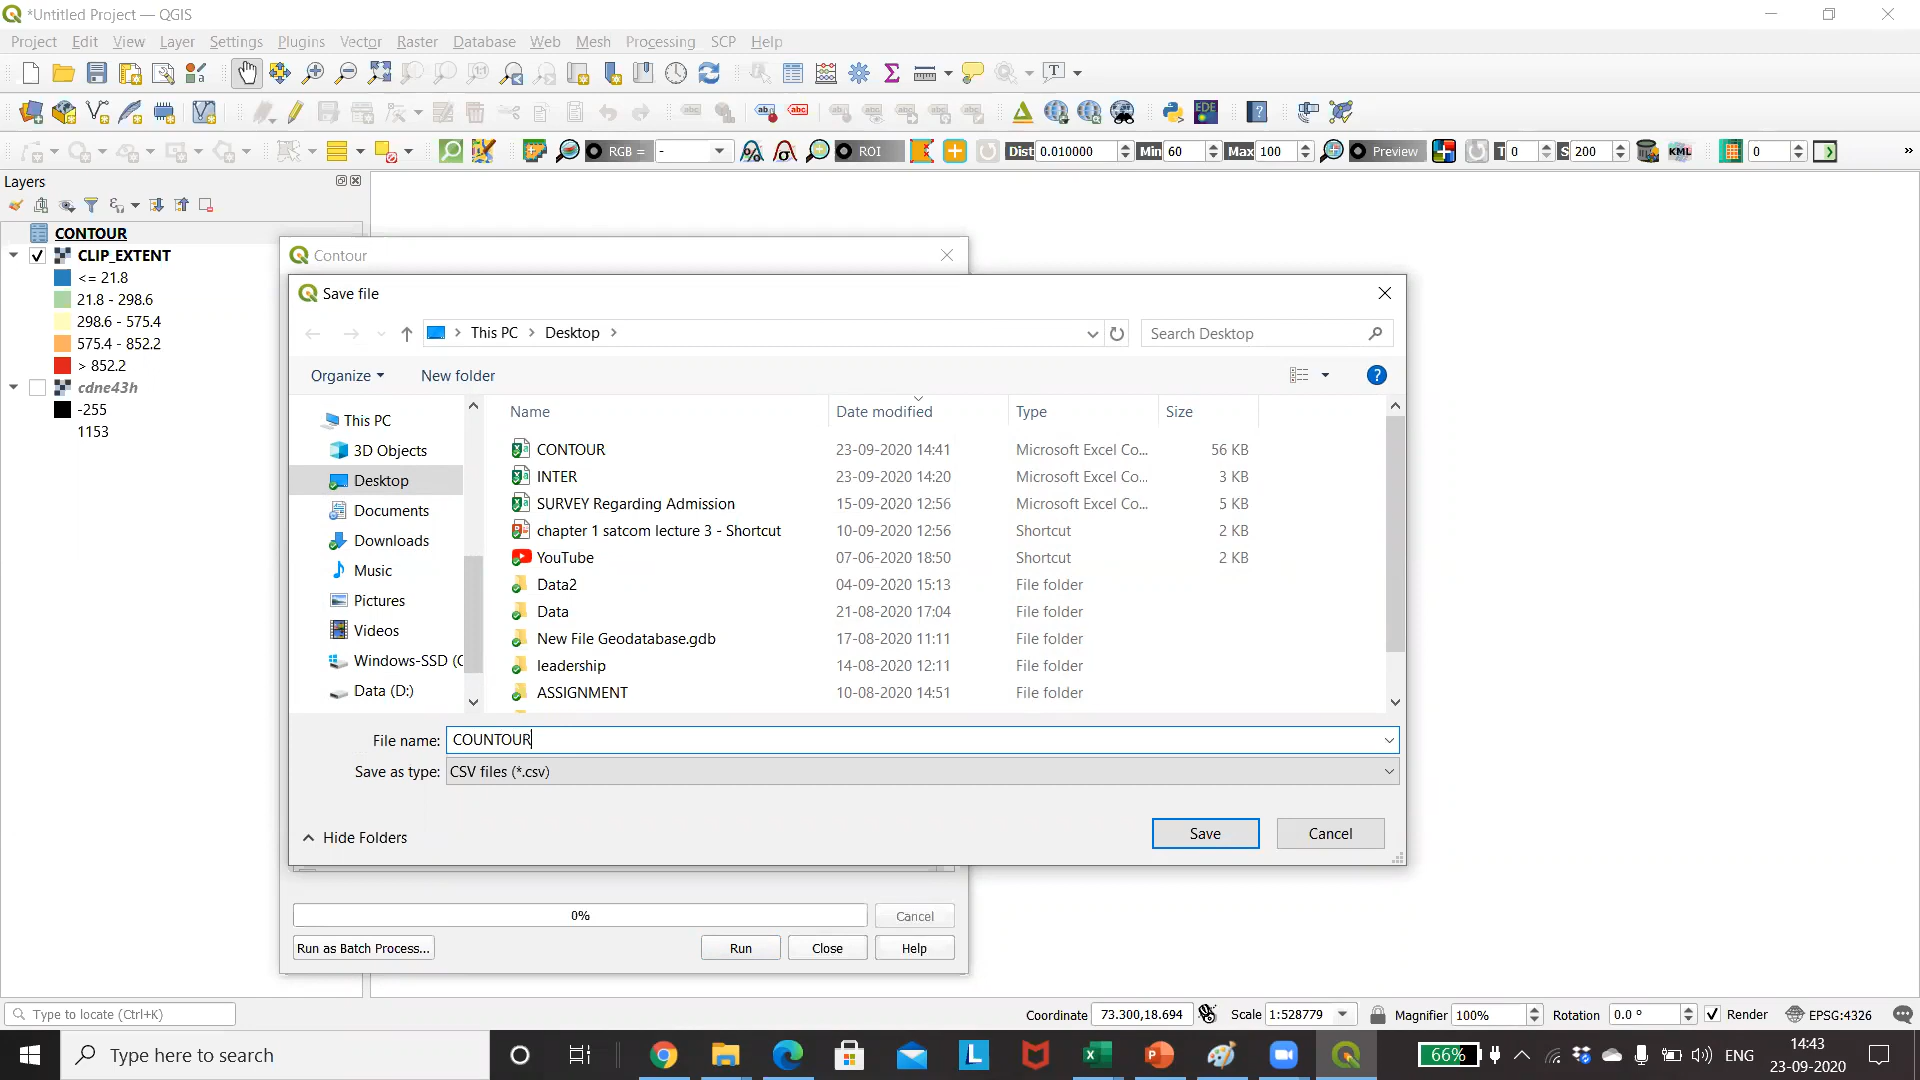 *Untitled Project — QGIS
Project Edit View Layer Settings Plugins Vector Raster Database Web Mesh Processing SCP Help
RGB = - ROI Dist 0.010000 Min 60 Max 100 Preview T 0 S 200 KML 0 »
Layers
CONTOUR
CLIP_EXTENT
<= 21.8
21.8 - 298.6
298.6 - 575.4
575.4 - 852.2
> 852.2
cdne43h
-255
1153
Contour
Save file
This PC > Desktop >
Search Desktop
Organize New folder
This PC
3D Objects
Desktop
Documents
Downloads
Music
Pictures
Videos
Windows-SSD (C
Data (D:)
Name Date modified Type Size
CONTOUR 23-09-2020 14:41 Microsoft Excel Co... 56 KB
INTER 23-09-2020 14:20 Microsoft Excel Co... 3 KB
SURVEY Regarding Admission 15-09-2020 12:56 Microsoft Excel Co... 5 KB
chapter 1 satcom lecture 3 - Shortcut 10-09-2020 12:56 Shortcut 2 KB
YouTube 07-06-2020 18:50 Shortcut 2 KB
Data2 04-09-2020 15:13 File folder
Data 21-08-2020 17:04 File folder
New File Geodatabase.gdb 17-08-2020 11:11 File folder
leadership 14-08-2020 12:11 File folder
ASSIGNMENT 10-08-2020 14:51 File folder
File name: COUNTOUR
Save as type: CSV files (*.csv)
Hide Folders
Save Cancel
0% Cancel
Run as Batch Process... Run Close Help
Type to locate (Ctrl+K)
Coordinate 73.300,18.694 Scale 1:528779 Magnifier 100% Rotation 0.0 ° Render EPSG:4326
Type here to search
66% ENG
14:43
23-09-2020